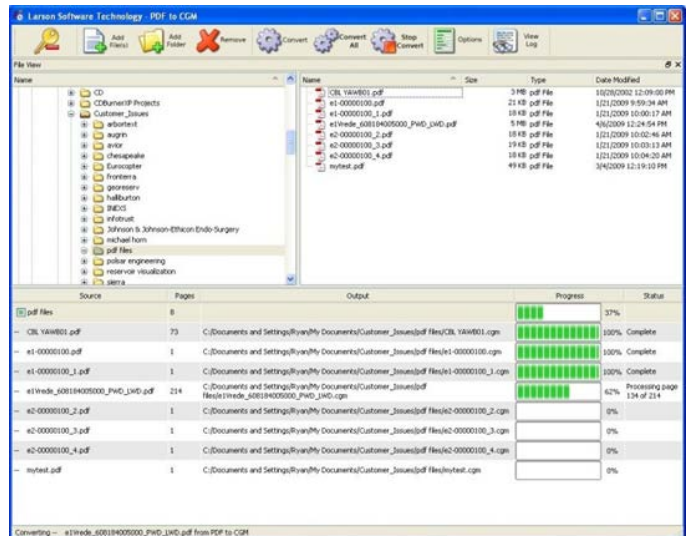 Larson Software Technology - PDF to CGM
Add File(s)
Add Folder
Remove
Convert
Convert All
Stop Convert
Options
View Log
File View
Name
CD
CDBurnerXP Projects
Customer_Issues
arbortext
augrin
avior
chesapeake
Eurocopter
fronterra
georeserv
halliburton
INEXS
infotrust
Johnson & Johnson-Ethicon Endo-Surgery
michael horn
pdf files
polsar engineering
reservoir visualization
sierra
Name Size Type Date Modified
CBL YAWB01.pdf 3 MB pdf File 10/28/2002 12:09:00 PM
e1-00000100.pdf 21 KB pdf File 1/21/2009 9:59:34 AM
e1-00000100_1.pdf 18 KB pdf File 1/21/2009 10:00:17 AM
e1Vrede_608184005000_PWD_LWD.pdf 5 MB pdf File 4/6/2009 12:24:54 PM
e2-00000100_2.pdf 18 KB pdf File 1/21/2009 10:02:46 AM
e2-00000100_3.pdf 19 KB pdf File 1/21/2009 10:03:13 AM
e2-00000100_4.pdf 18 KB pdf File 1/21/2009 10:04:20 AM
mytest.pdf 49 KB pdf File 3/4/2009 12:19:10 PM
Source Pages Output Progress Status
pdf files 8 37%
CBL YAWB01.pdf 73 C:/Documents and Settings/Ryan/My Documents/Customer_Issues/pdf files/CBL YAWB01.cgm 100% Complete
e1-00000100.pdf 1 C:/Documents and Settings/Ryan/My Documents/Customer_Issues/pdf files/e1-00000100.cgm 100% Complete
e1-00000100_1.pdf 1 C:/Documents and Settings/Ryan/My Documents/Customer_Issues/pdf files/e1-00000100_1.cgm 100% Complete
e1Vrede_608184005000_PWD_LWD.pdf 214 C:/Documents and Settings/Ryan/My Documents/Customer_Issues/pdf files/e1Vrede_608184005000_PWD_LWD.cgm 62% Processing page 134 of 214
e2-00000100_2.pdf 1 C:/Documents and Settings/Ryan/My Documents/Customer_Issues/pdf files/e2-00000100_2.cgm 0%
e2-00000100_3.pdf 1 C:/Documents and Settings/Ryan/My Documents/Customer_Issues/pdf files/e2-00000100_3.cgm 0%
e2-00000100_4.pdf 1 C:/Documents and Settings/Ryan/My Documents/Customer_Issues/pdf files/e2-00000100_4.cgm 0%
mytest.pdf 1 C:/Documents and Settings/Ryan/My Documents/Customer_Issues/pdf files/mytest.cgm 0%
Converting -- e1Vrede_608184005000_PWD_LWD.pdf from PDF to CGM